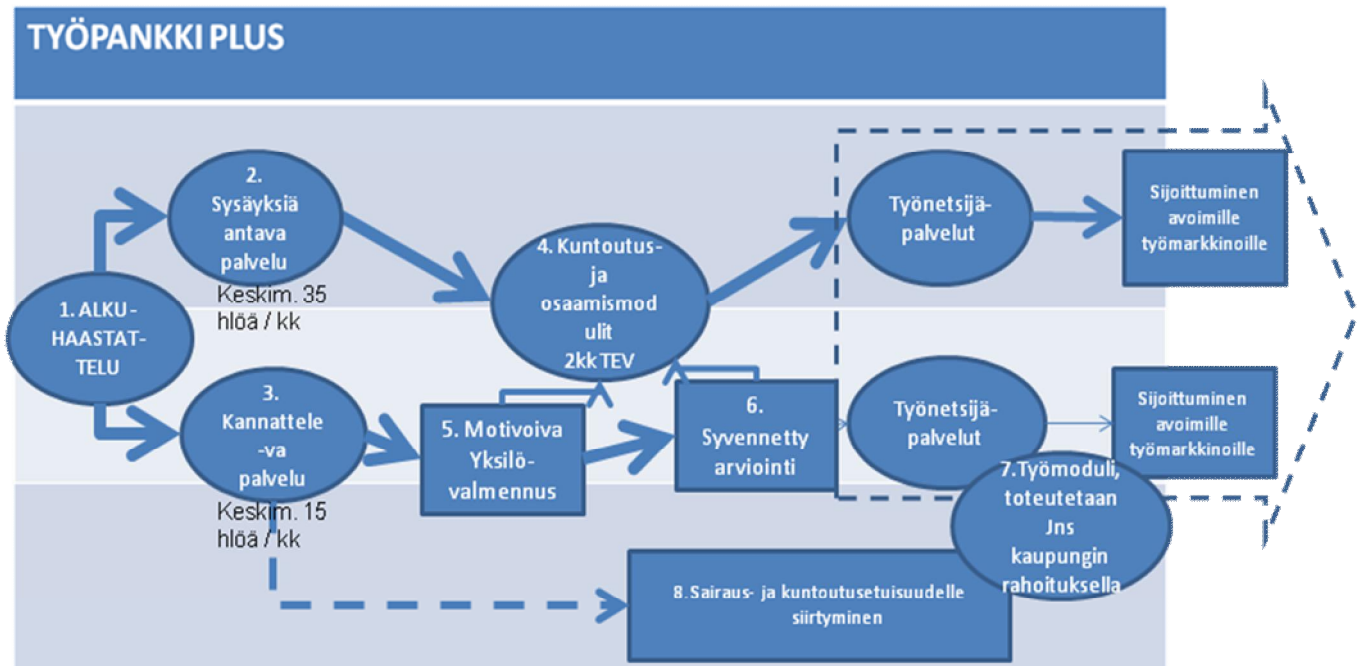 TYÖPANKKI PLUS
1. ALKU-
HAASTAT-
TELU
2.
Sysäyksiä
antava
palvelu
Keskim. 35
hlöä / kk
3.
Kannattele
-va
palvelu
Keskim. 15
hlöä / kk
4. Kuntoutus-
ja
osaamismod
ulit
2kk TEV
5. Motivoiva
Yksilö-
valmennus
6.
Syvennetty
arviointi
Työnetsijä-
palvelut
Sijoittuminen
avoimille
työmarkkinoille
Työnetsijä-
palvelut
Sijoittuminen
avoimille
työmarkkinoille
7.Työmoduli,
toteutetaan
Jns
kaupungin
rahoituksella
8.Sairaus- ja kuntoutusetuisuudelle
siirtyminen